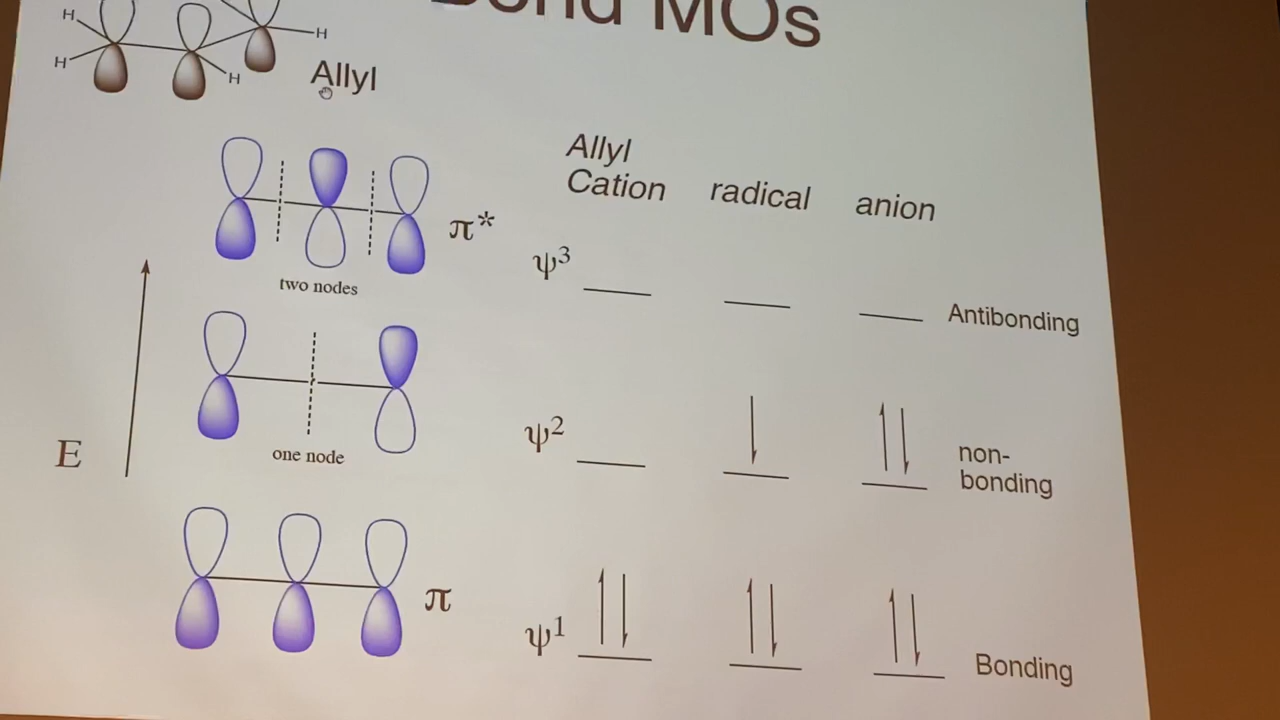 Bond MOs
H
H
H
H
Allyl
Allyl
Cation
radical
anion
π*
ψ3
two nodes
Antibonding
ψ2
E
one node
non-
bonding
π
ψ1
Bonding